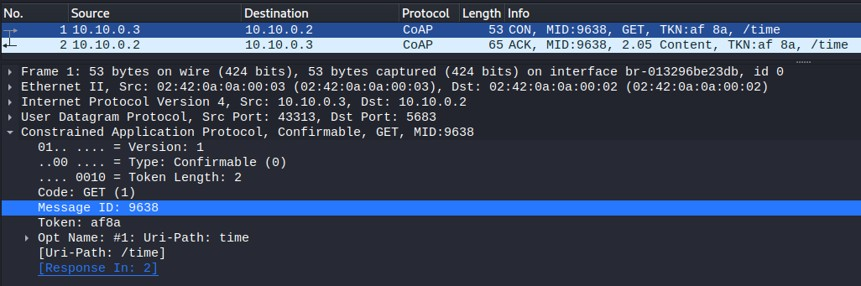 No. Source Destination Protocol Length Info
1 10.10.0.3 10.10.0.2 CoAP 53 CON, MID:9638, GET, TKN:af 8a, /time
2 10.10.0.2 10.10.0.3 CoAP 65 ACK, MID:9638, 2.05 Content, TKN:af 8a, /time
Frame 1: 53 bytes on wire (424 bits), 53 bytes captured (424 bits) on interface br-013296be23db, id 0
Ethernet II, Src: 02:42:0a:0a:00:03 (02:42:0a:0a:00:03), Dst: 02:42:0a:0a:00:02 (02:42:0a:0a:00:02)
Internet Protocol Version 4, Src: 10.10.0.3, Dst: 10.10.0.2
User Datagram Protocol, Src Port: 43313, Dst Port: 5683
Constrained Application Protocol, Confirmable, GET, MID:9638
01.. .... = Version: 1
..00 .... = Type: Confirmable (0)
.... 0010 = Token Length: 2
Code: GET (1)
Message ID: 9638
Token: af8a
Opt Name: #1: Uri-Path: time
[Uri-Path: /time]
[Response In: 2]